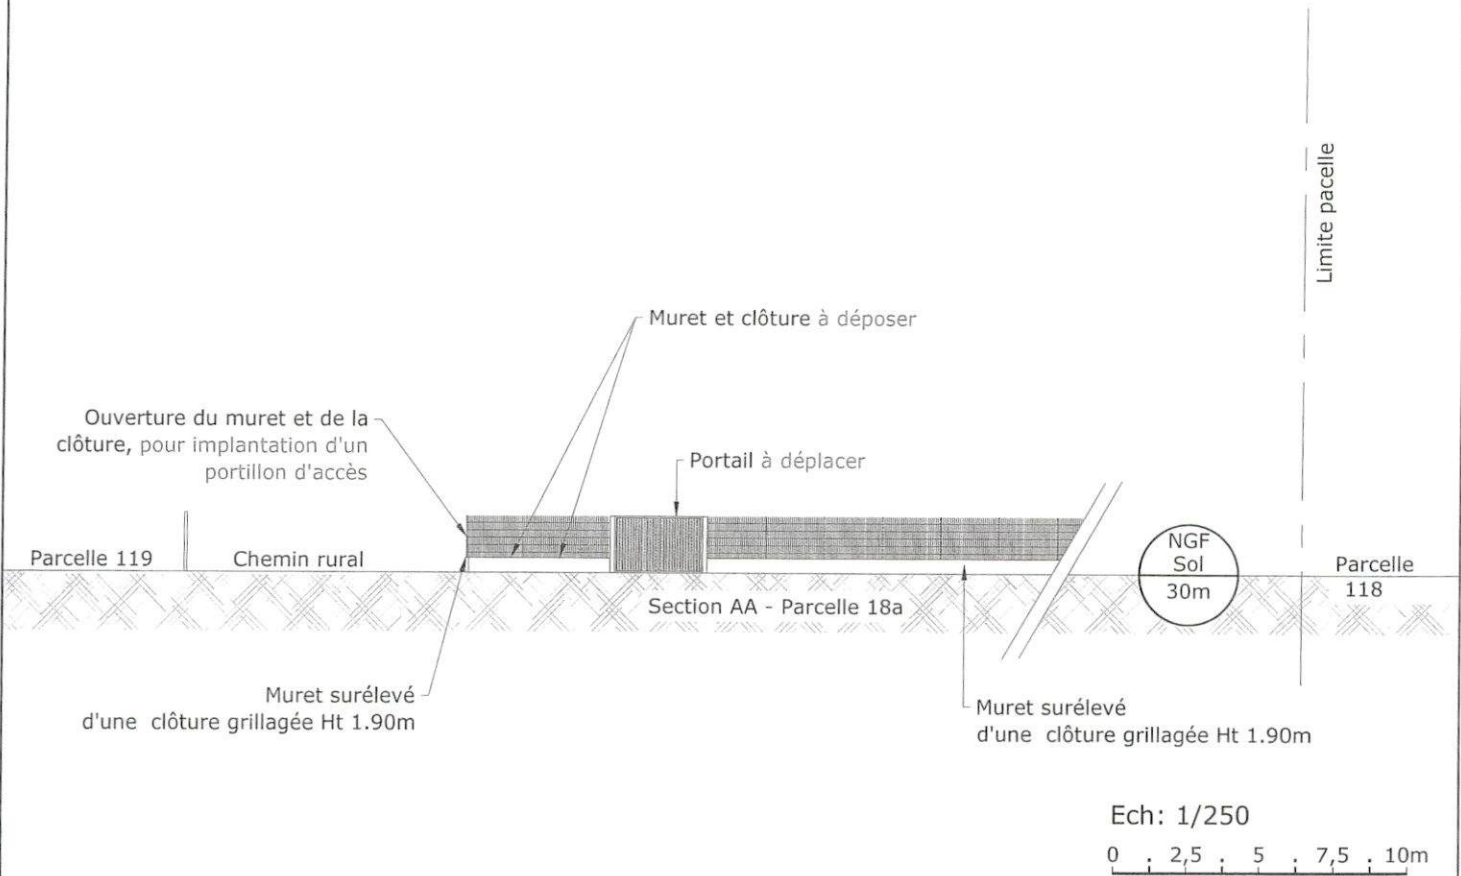 Limite pacelle
Muret et clôture à déposer
Ouverture du muret et de la
clôture, pour implantation d'un
portillon d'accès
Portail à déplacer
Parcelle 119
Chemin rural
NGF
Sol
30m
Parcelle
118
Section AA - Parcelle 18a
Muret surélevé
d'une clôture grillagée Ht 1.90m
Muret surélevé
d'une clôture grillagée Ht 1.90m
Ech: 1/250
0 . 2,5 . 5 . 7,5 . 10m